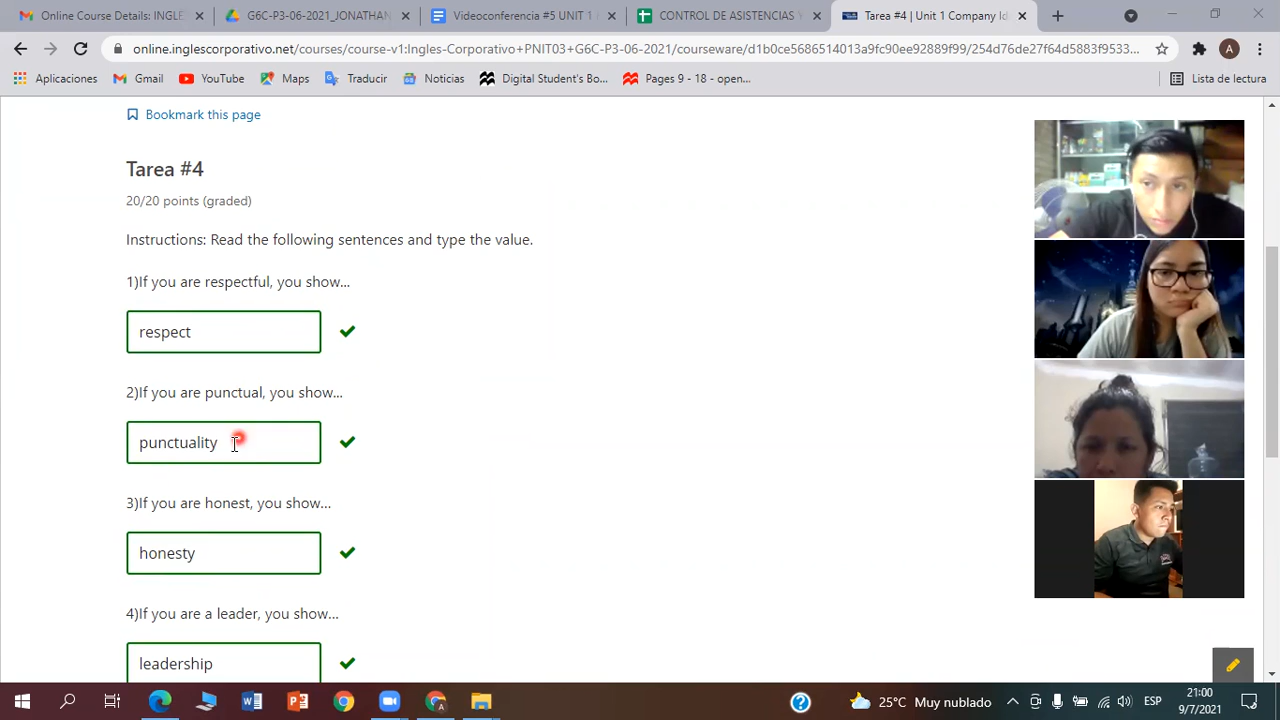 Online Course Details: INGLES
G6C-P3-06-2021_JONATHAN
Videoconferencia #5 UNIT 1
CONTROL DE ASISTENCIAS Y
Tarea #4 | Unit 1 Company Id
online.inglescorporativo.net/courses/course-v1:Ingles-Corporativo+PNIT03+G6C-P3-06-2021/courseware/d1b0ce5686514013a9fc90ee92889f99/254d76de27f64d5883f9533...
Aplicaciones
Gmail
YouTube
Maps
Traducir
Noticias
Digital Student's Bo...
Pages 9 - 18 - open...
Lista de lectura
Bookmark this page
Tarea #4
20/20 points (graded)
Instructions: Read the following sentences and type the value.
1)If you are respectful, you show...
respect
2)If you are punctual, you show...
punctuality
3)If you are honest, you show...
honesty
4)If you are a leader, you show...
leadership
25°C Muy nublado
ESP
21:00
9/7/2021